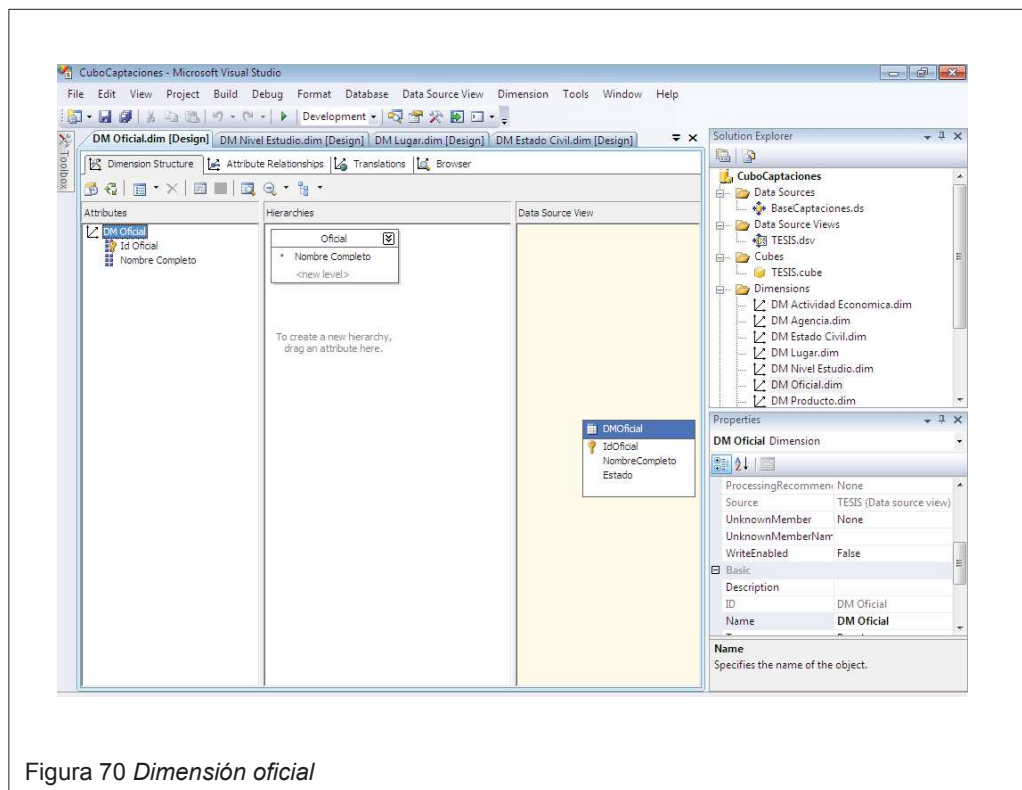 CuboCaptaciones - Microsoft Visual Studio
File Edit View Project Build Debug Format Database Data Source View Dimension Tools Window Help
Development
Toolbox
DM Oficial.dim [Design] DM Nivel Estudio.dim [Design] DM Lugar.dim [Design] DM Estado Civil.dim [Design]
Dimension Structure Attribute Relationships Translations Browser
Attributes
DM Oficial
Id Oficial
Nombre Completo
Hierarchies
Oficial
Nombre Completo
<new level>
To create a new hierarchy,
drag an attribute here.
Data Source View
DMOficial
IdOficial
NombreCompleto
Estado
Solution Explorer
CuboCaptaciones
Data Sources
BaseCaptaciones.ds
Data Source Views
TESIS.dsv
Cubes
TESIS.cube
Dimensions
DM Actividad Economica.dim
DM Agencia.dim
DM Estado Civil.dim
DM Lugar.dim
DM Nivel Estudio.dim
DM Oficial.dim
DM Producto.dim
Properties
DM Oficial Dimension
ProcessingRecommen None
Source TESIS (Data source view)
UnknownMember None
UnknownMemberNam
WriteEnabled False
Basic
Description
ID DM Oficial
Name DM Oficial
Name
Specifies the name of the object.
Figura 70 Dimensión oficial